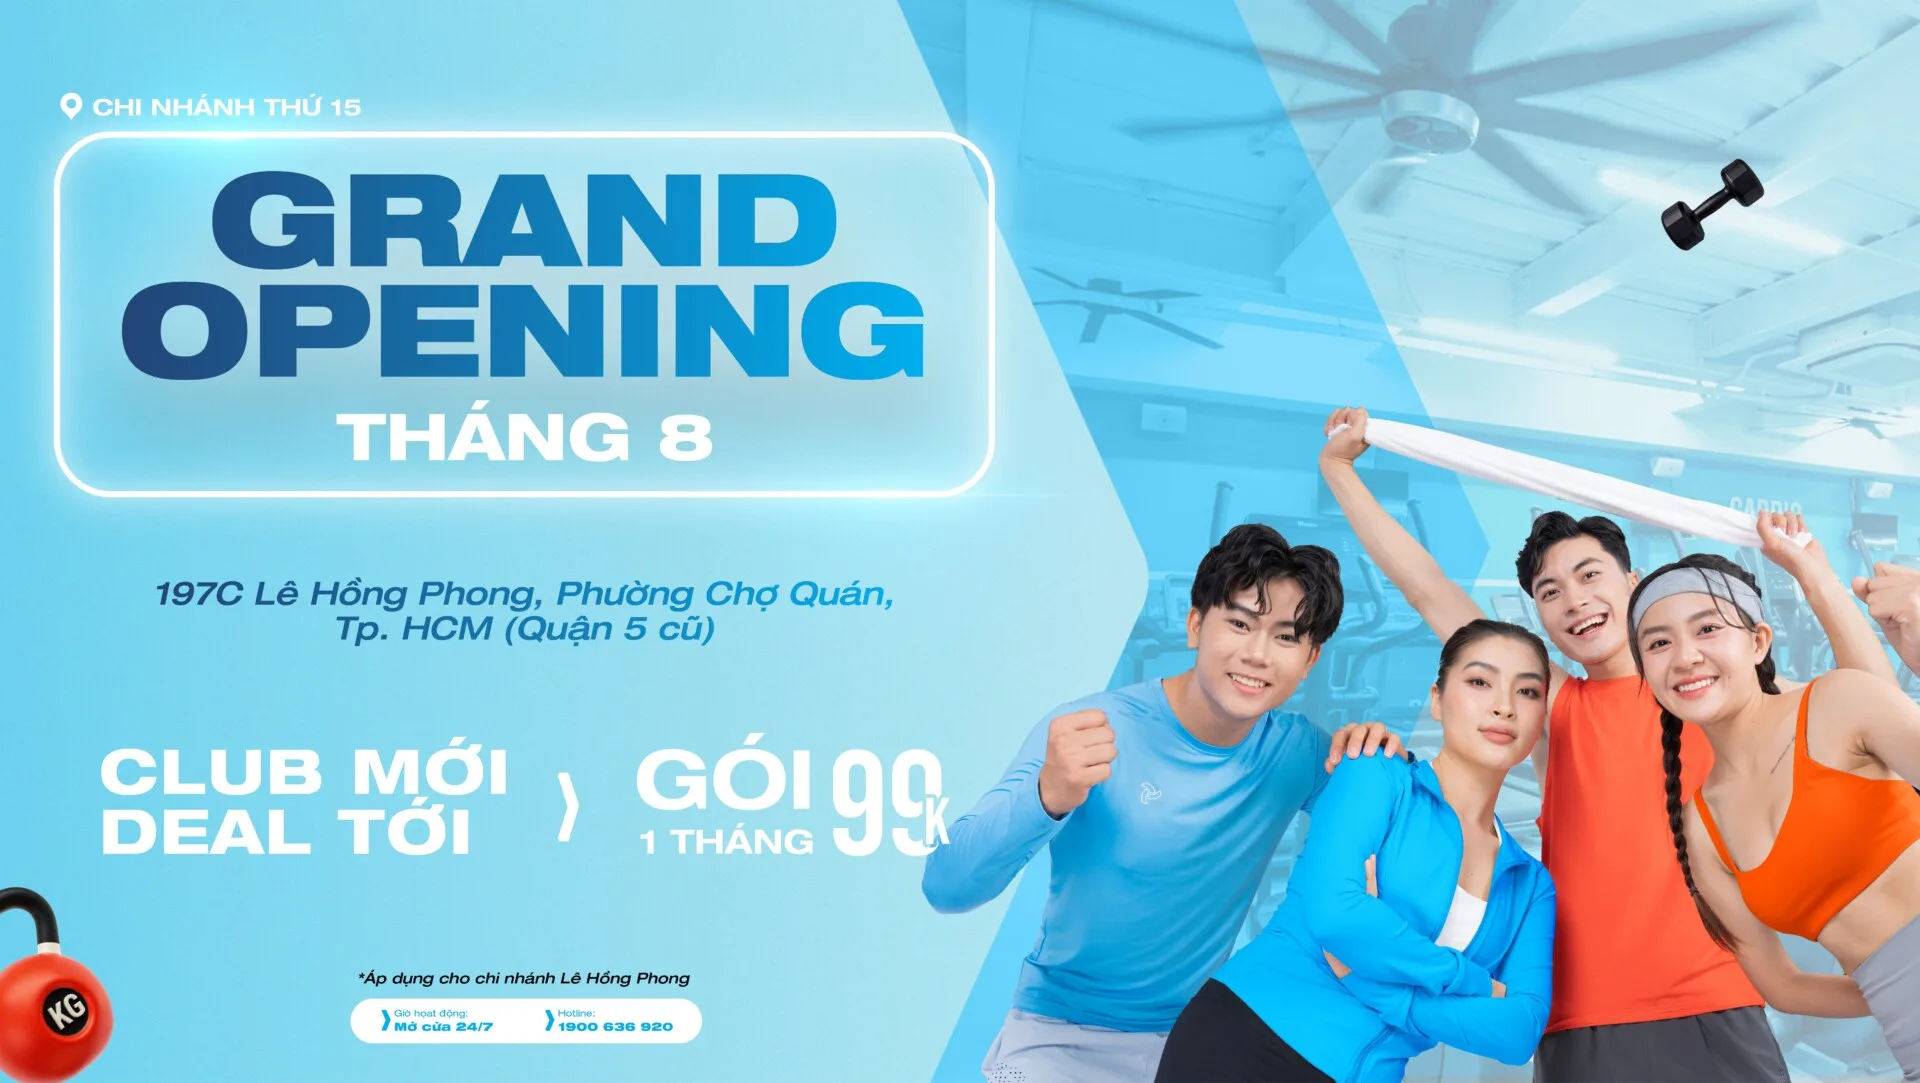 CHI NHÁNH THỨ 15
GRAND
OPENING
THÁNG 8
197C Lê Hồng Phong, Phường Chợ Quán,
Tp. HCM (Quận 5 cũ)
CLUB MỚI
DEAL TỚI
GÓI 99K
1 THÁNG
*Áp dụng cho chi nhánh Lê Hồng Phong
Giờ hoạt động:
Mở cửa 24/7
Hotline:
1900 636 920
KG
CARDIO